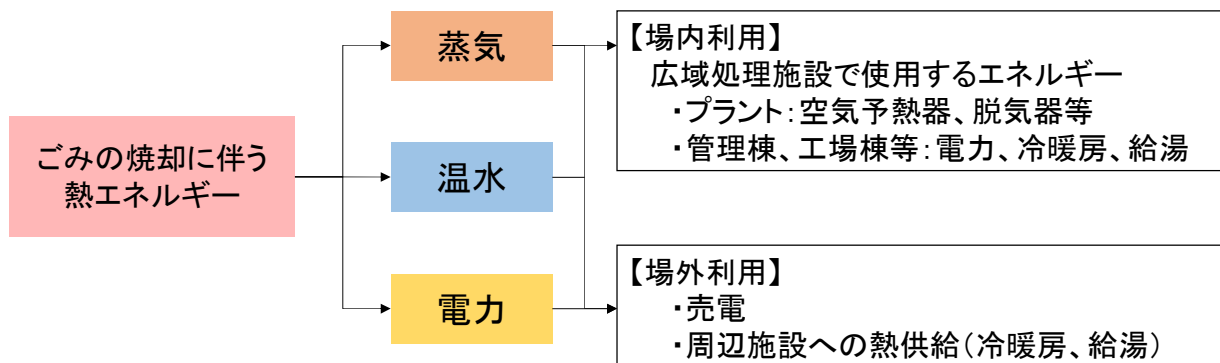 ごみの焼却に伴う
熱エネルギー
蒸気
温水
電力
【場内利用】
広域処理施設で使用するエネルギー
・プラント：空気予熱器、脱気器等
・管理棟、工場棟等：電力、冷暖房、給湯
【場外利用】
・売電
・周辺施設への熱供給（冷暖房、給湯）